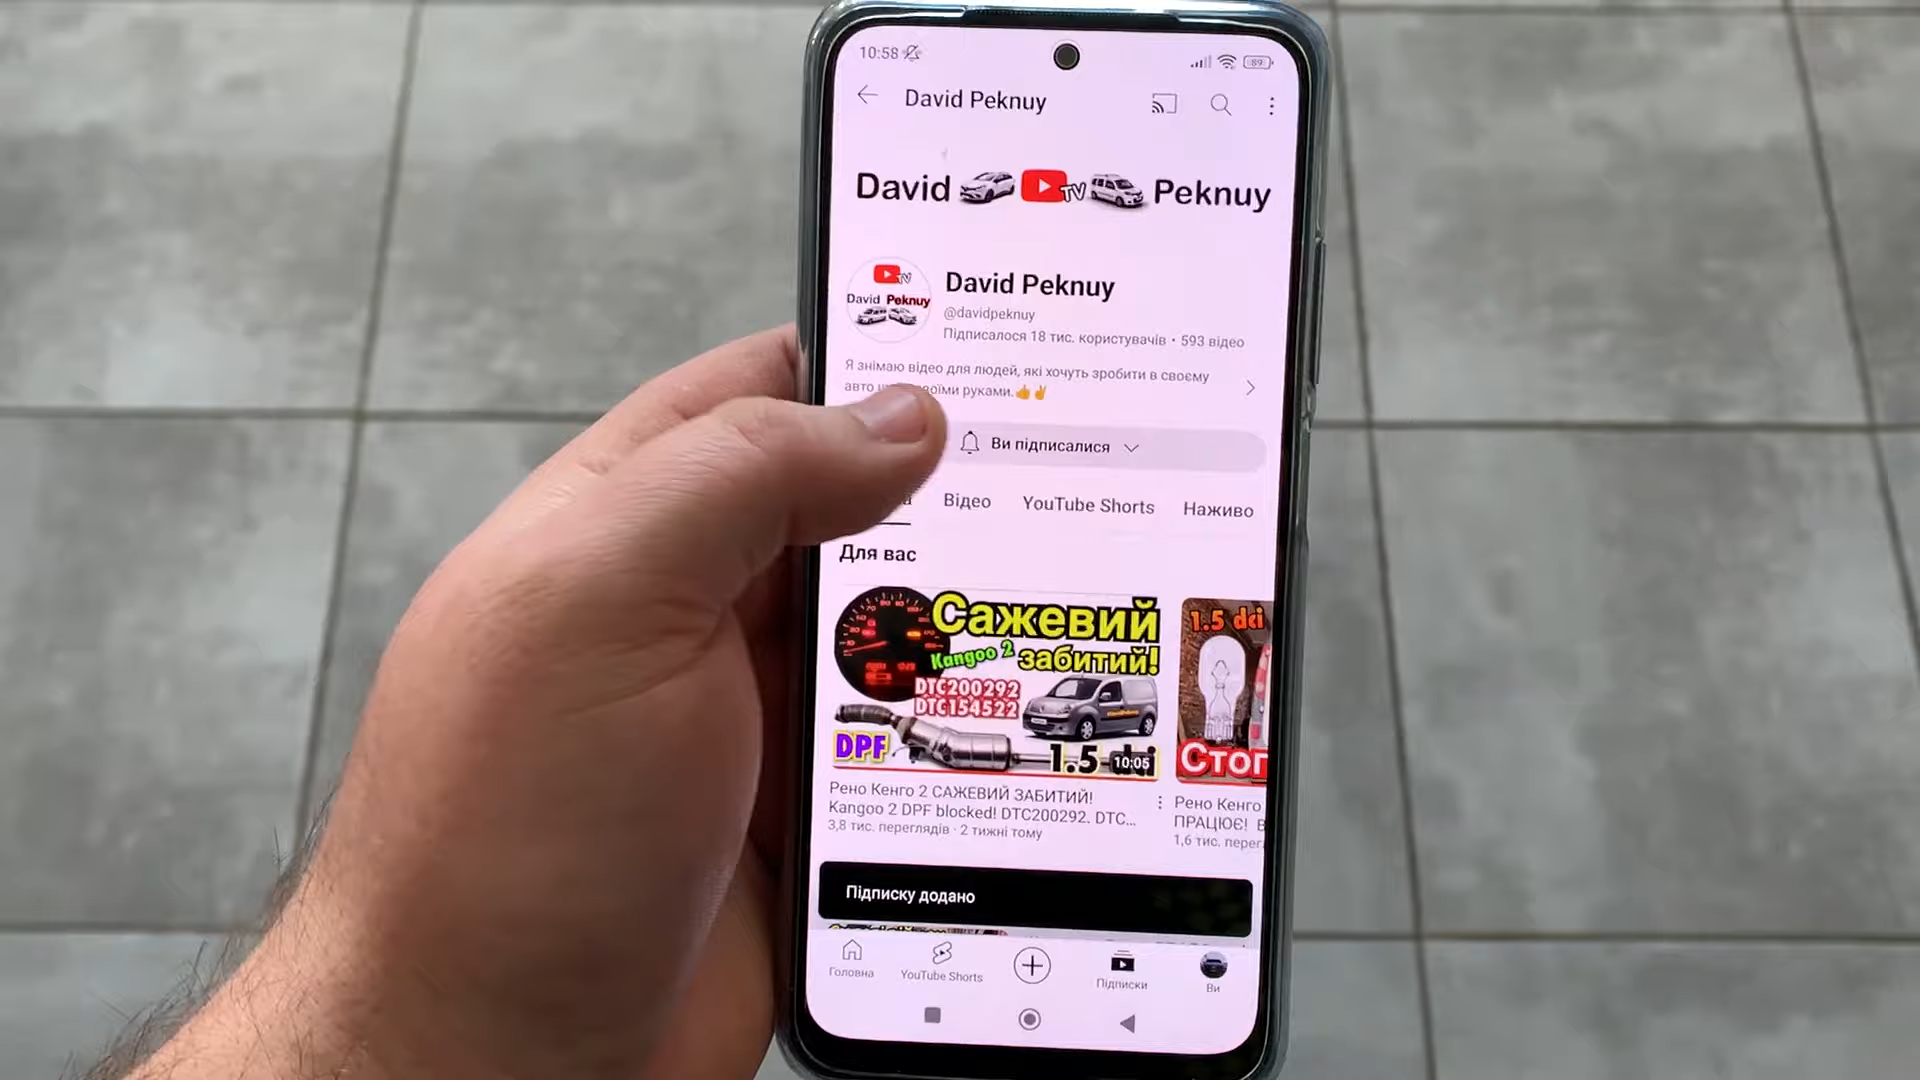 10:58
89
David Peknuy
David TV Peknuy
TV
David Peknuy
David Peknuy
@davidpeknuy
Підписалося 18 тис. користувачів • 593 відео
Я знімаю відео для людей, які хочуть зробити в своєму
авто своїми руками.👍✌
Ви підписалися
Відео YouTube Shorts Наживо
Для вас
Сажевий
Kangoo 2 забитий!
DTC200292
DTC154522
DPF
1.5 dci
10:05
1.5 dci
Стоп
Рено Кенго 2 САЖЕВИЙ ЗАБИТИЙ!
Kangoo 2 DPF blocked! DTC200292. DTC...
3,8 тис. переглядів · 2 тижні тому
Рено Кенго
ПРАЦЮЄ! В
1,6 тис. перег
Підписку додано
Головна
YouTube Shorts
Підписки
Ви